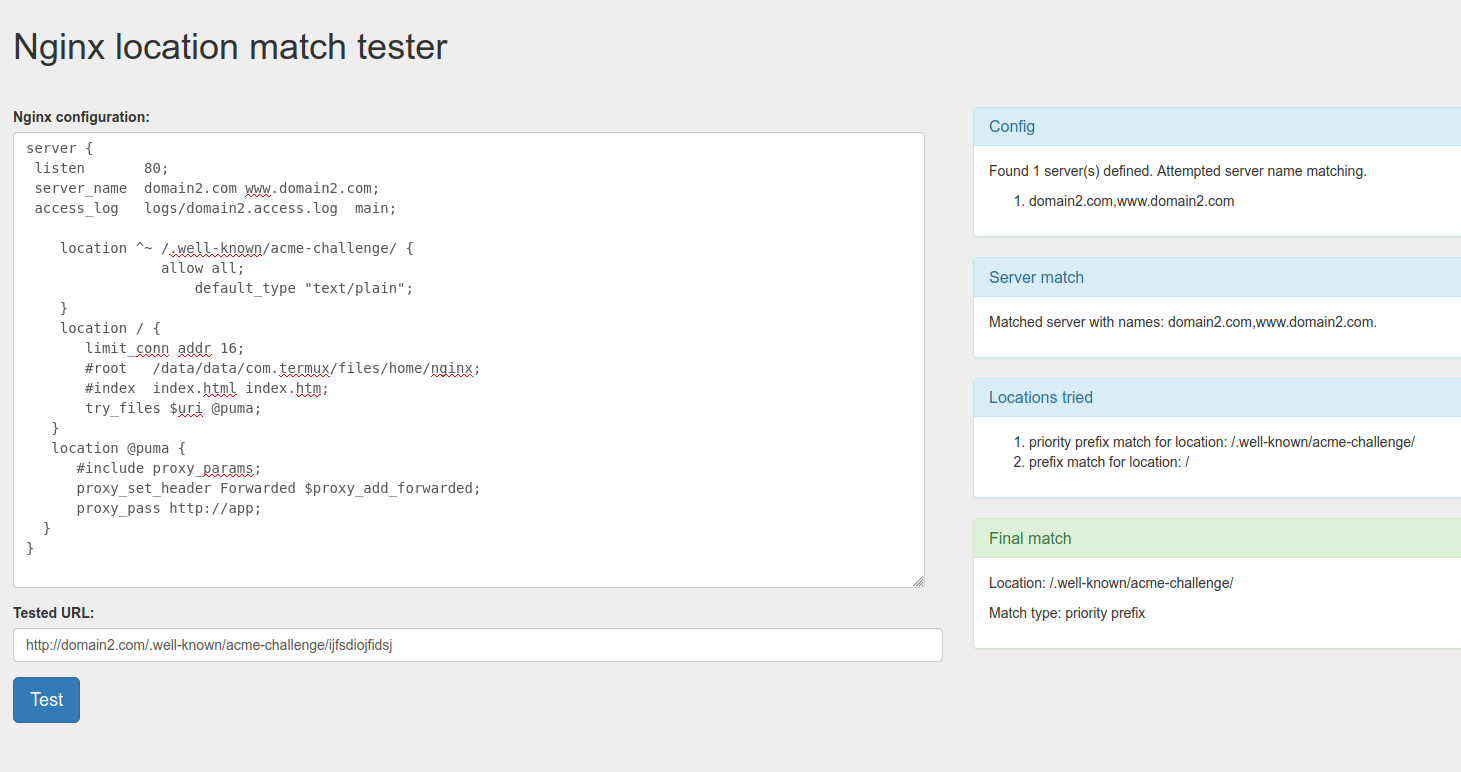 Nginx location match tester
Nginx configuration:
server {
 listen       80;
 server_name  domain2.com www.domain2.com;
 access_log   logs/domain2.access.log  main;

    location ^~ /.well-known/acme-challenge/ {
                allow all;
                    default_type "text/plain";
    }
    location / {
       limit_conn addr 16;
       #root   /data/data/com.termux/files/home/nginx;
       #index  index.html index.htm;
       try_files $uri @puma;
   }
   location @puma {
      #include proxy_params;
      proxy_set_header Forwarded $proxy_add_forwarded;
      proxy_pass http://app;
  }
}
Tested URL:
http://domain2.com/.well-known/acme-challenge/ijfsdiojfidsj
Test
Config
Found 1 server(s) defined. Attempted server name matching.
1. domain2.com,www.domain2.com
Server match
Matched server with names: domain2.com,www.domain2.com.
Locations tried
1. priority prefix match for location: /.well-known/acme-challenge/
2. prefix match for location: /
Final match
Location: /.well-known/acme-challenge/
Match type: priority prefix